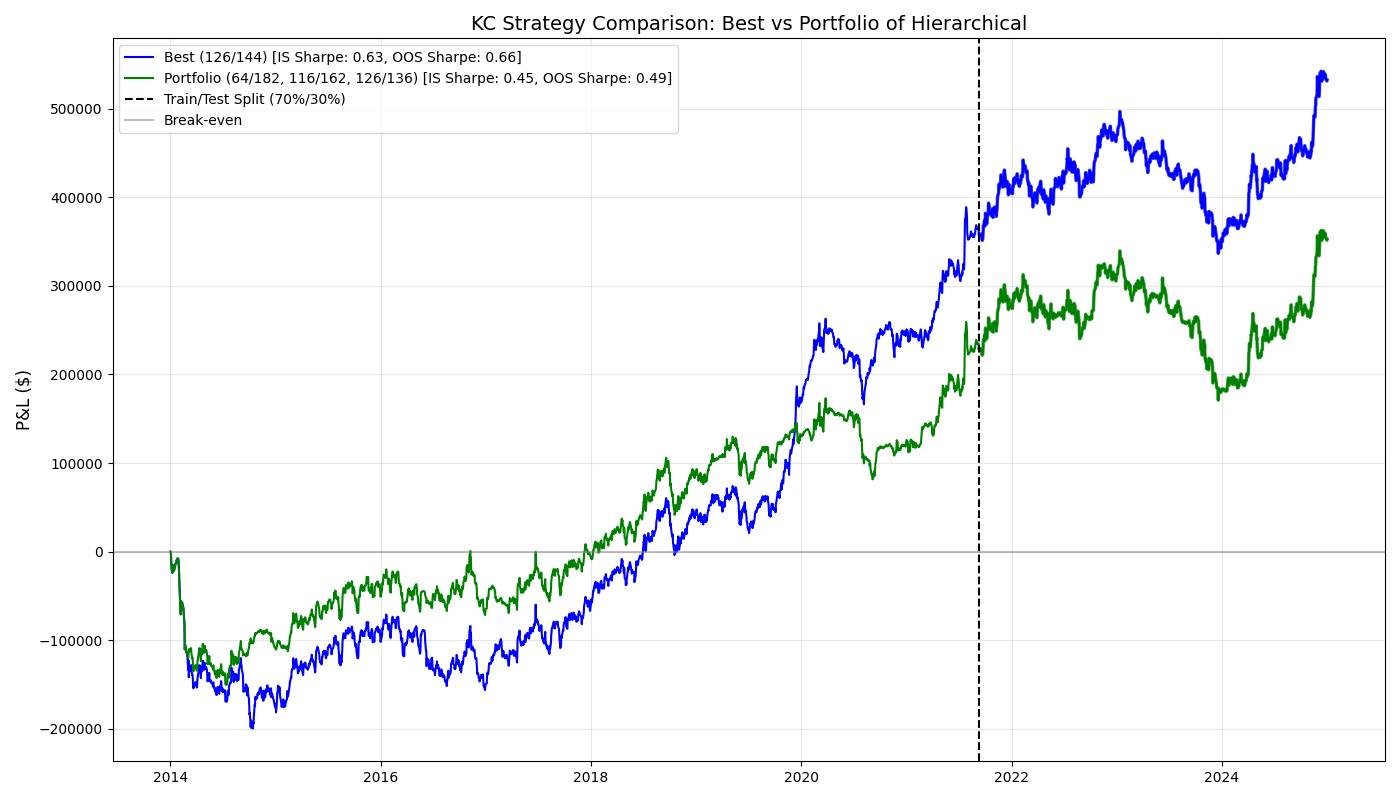 KC Strategy Comparison: Best vs Portfolio of Hierarchical
Best (126/144) [IS Sharpe: 0.63, OOS Sharpe: 0.66]
Portfolio (64/182, 116/162, 126/136) [IS Sharpe: 0.45, OOS Sharpe: 0.49]
Train/Test Split (70%/30%)
Break-even
P&L ($)
500000
400000
300000
200000
100000
0
−100000
−200000
2014 2016 2018 2020 2022 2024